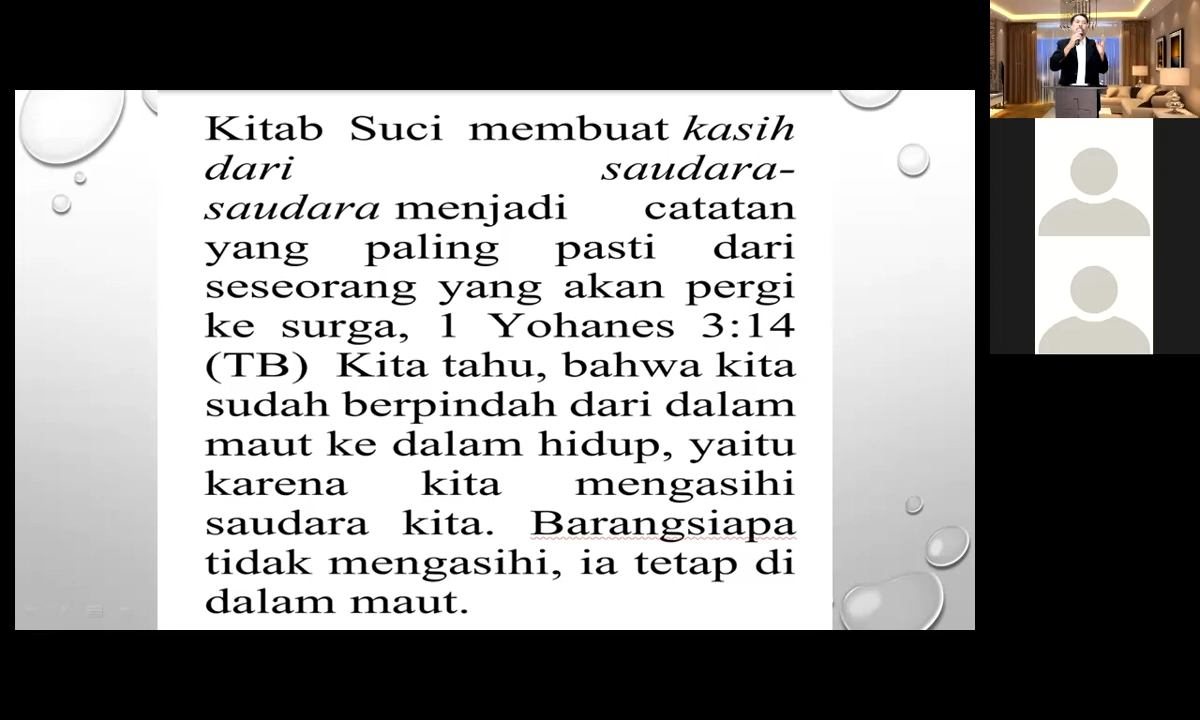 Kitab Suci membuat kasih
dari saudara-
saudara menjadi catatan
yang paling pasti dari
seseorang yang akan pergi
ke surga, 1 Yohanes 3:14
(TB) Kita tahu, bahwa kita
sudah berpindah dari dalam
maut ke dalam hidup, yaitu
karena kita mengasihi
saudara kita. Barangsiapa
tidak mengasihi, ia tetap di
dalam maut.